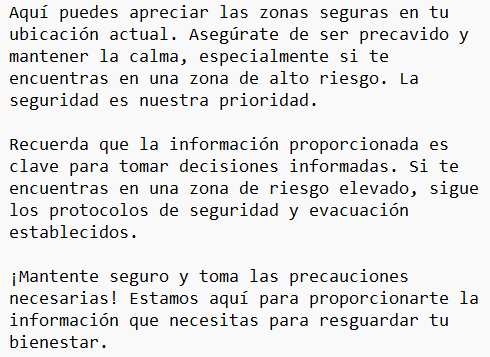 Aquí puedes apreciar las zonas seguras en tu
ubicación actual. Asegúrate de ser precavido y
mantener la calma, especialmente si te
encuentras en una zona de alto riesgo. La
seguridad es nuestra prioridad.

Recuerda que la información proporcionada es
clave para tomar decisiones informadas. Si te
encuentras en una zona de riesgo elevado, sigue
los protocolos de seguridad y evacuación
establecidos.

¡Mantente seguro y toma las precauciones
necesarias! Estamos aquí para proporcionarte la
información que necesitas para resguardar tu
bienestar.